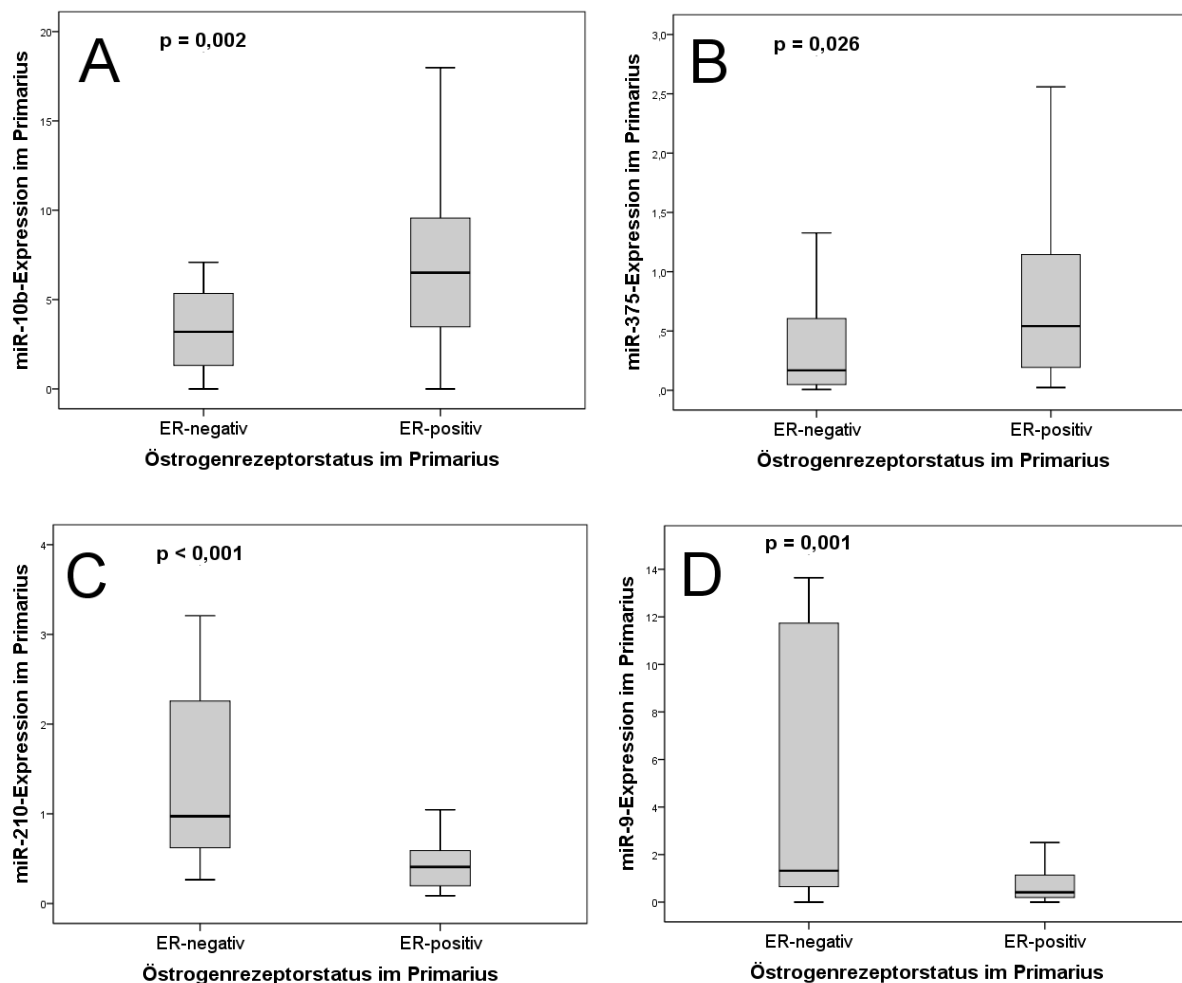 A
p = 0,002
miR-10b-Expression im Primarius
20
15
10
5
0
ER-negativ
ER-positiv
Östrogenrezeptorstatus im Primarius
B
p = 0,026
miR-375-Expression im Primarius
3,0
2,5
2,0
1,5
1,0
,5
,0
ER-negativ
ER-positiv
Östrogenrezeptorstatus im Primarius
C
p < 0,001
miR-210-Expression im Primarius
4
3
2
1
0
ER-negativ
ER-positiv
Östrogenrezeptorstatus im Primarius
D
p = 0,001
miR-9-Expression im Primarius
14
12
10
8
6
4
2
0
ER-negativ
ER-positiv
Östrogenrezeptorstatus im Primarius